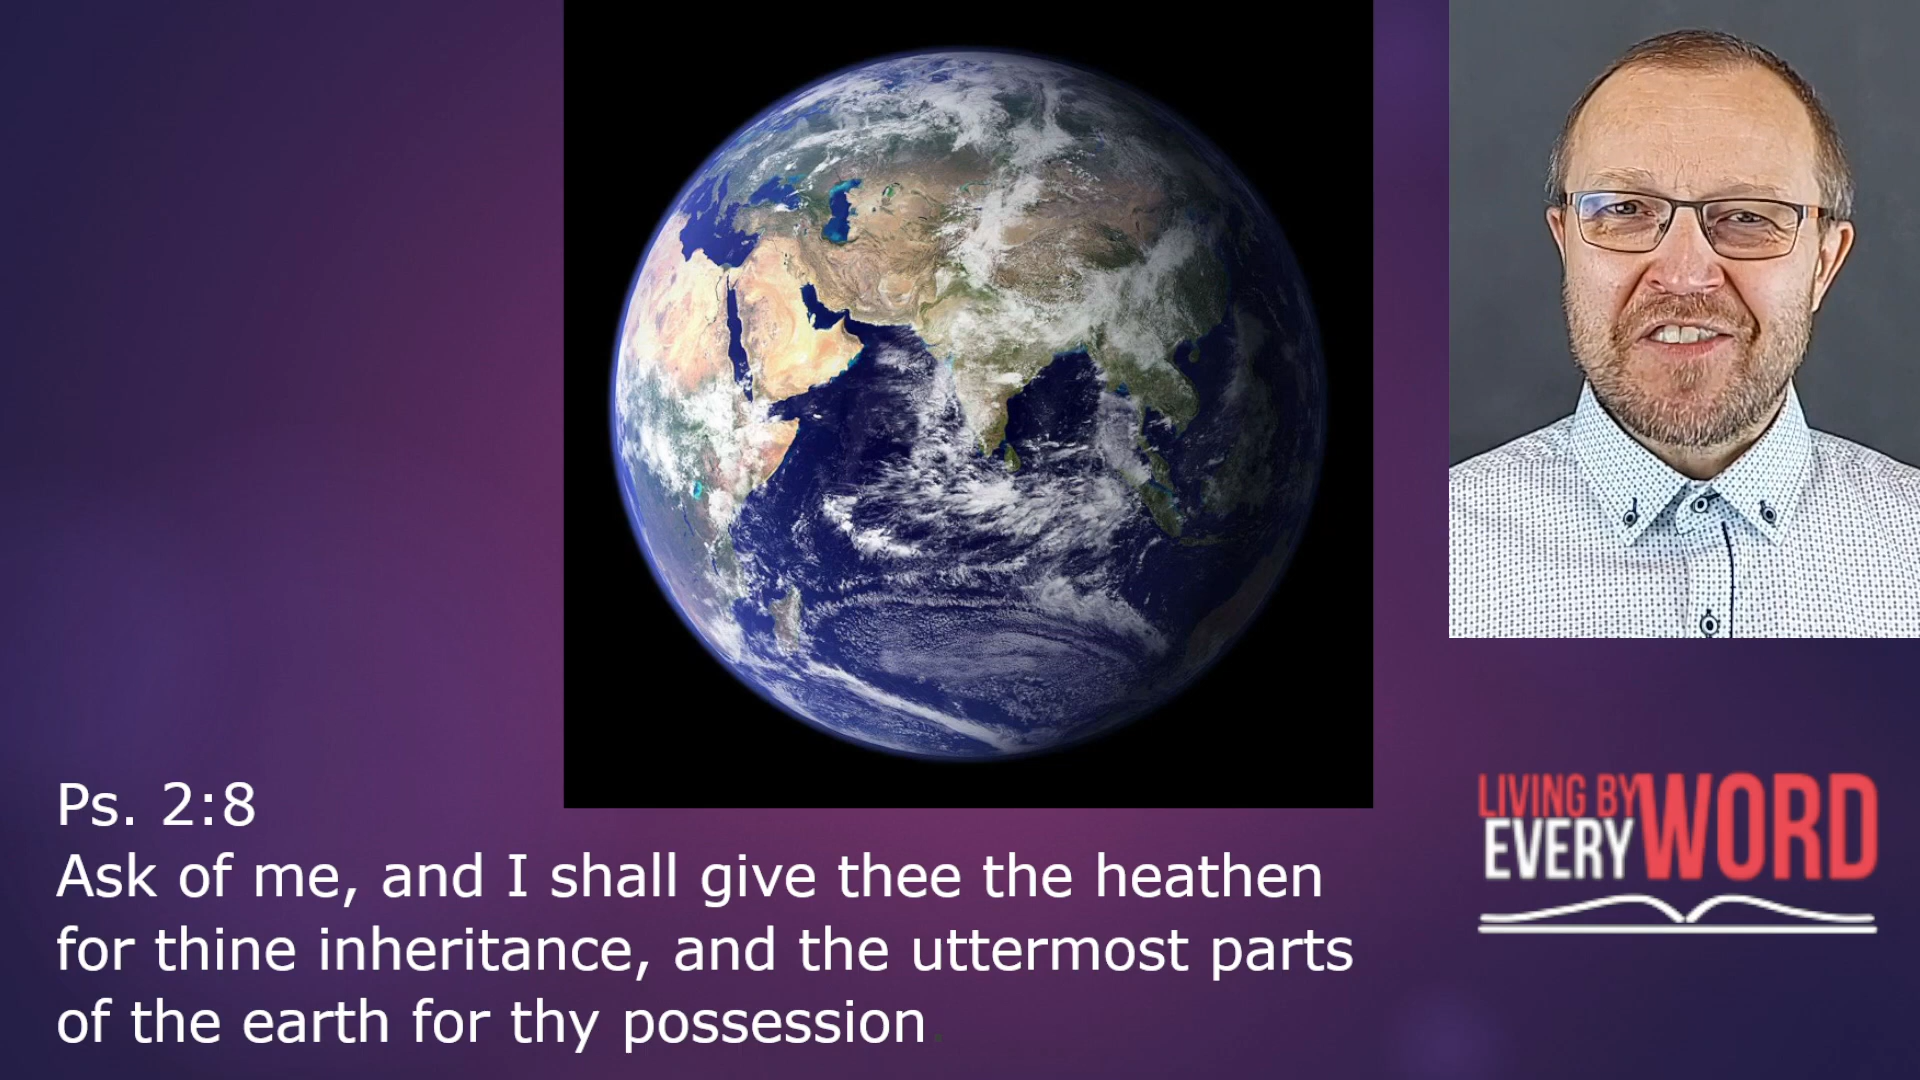 Ps. 2:8
Ask of me, and I shall give thee the heathen
for thine inheritance, and the uttermost parts
of the earth for thy possession.
LIVING BY
EVERY WORD